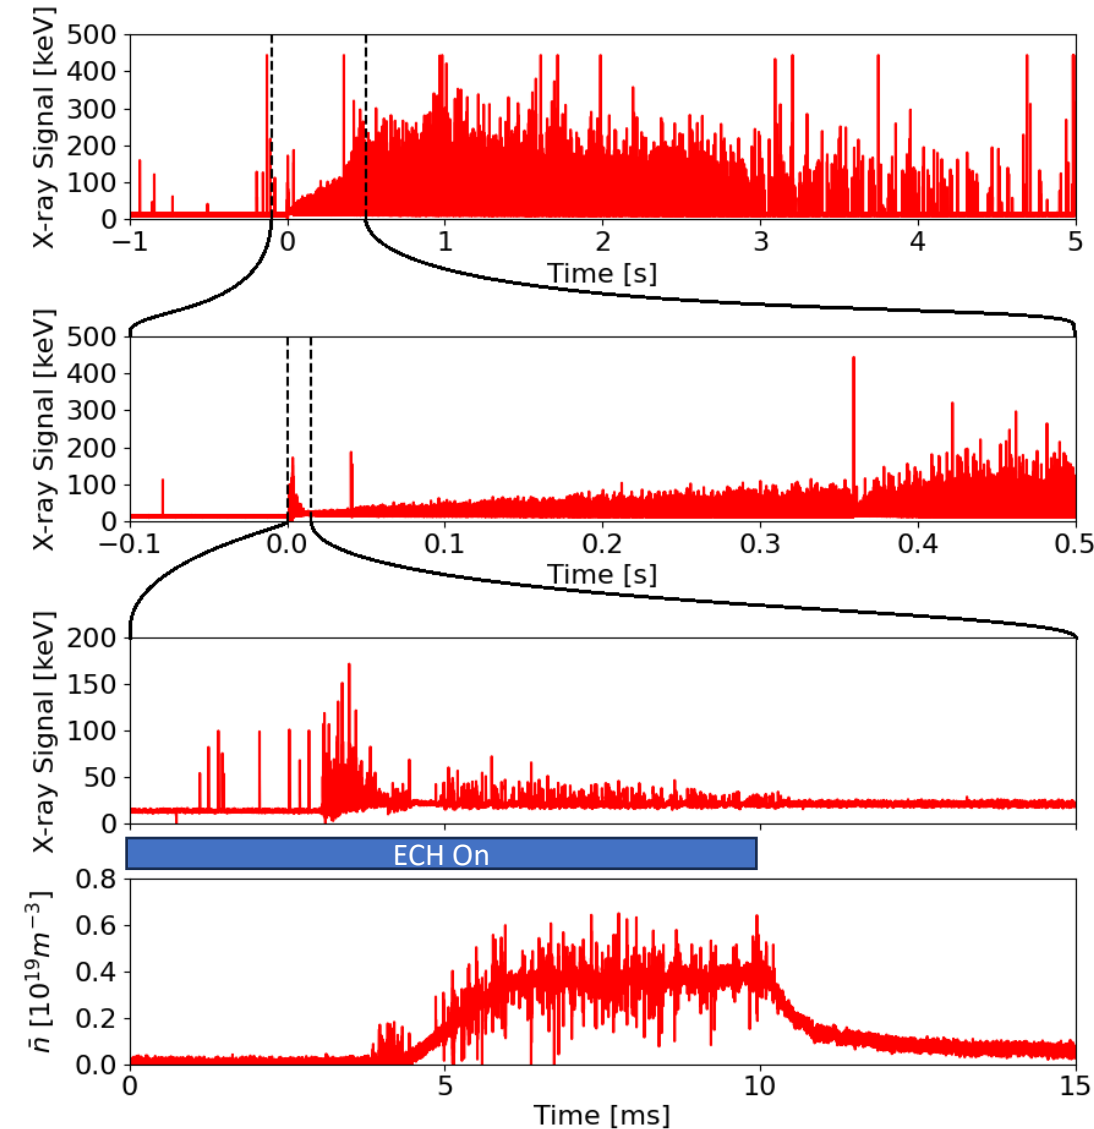 X-ray Signal [keV]
500
400
300
200
100
0
−1 0 1 2 3 4 5
Time [s]
X-ray Signal [keV]
500
400
300
200
100
0
−0.1 0.0 0.1 0.2 0.3 0.4 0.5
Time [s]
X-ray Signal [keV]
200
150
100
50
0
ECH On
n̄ [10¹⁹m⁻³]
0.8
0.6
0.4
0.2
0.0
0 5 10 15
Time [ms]